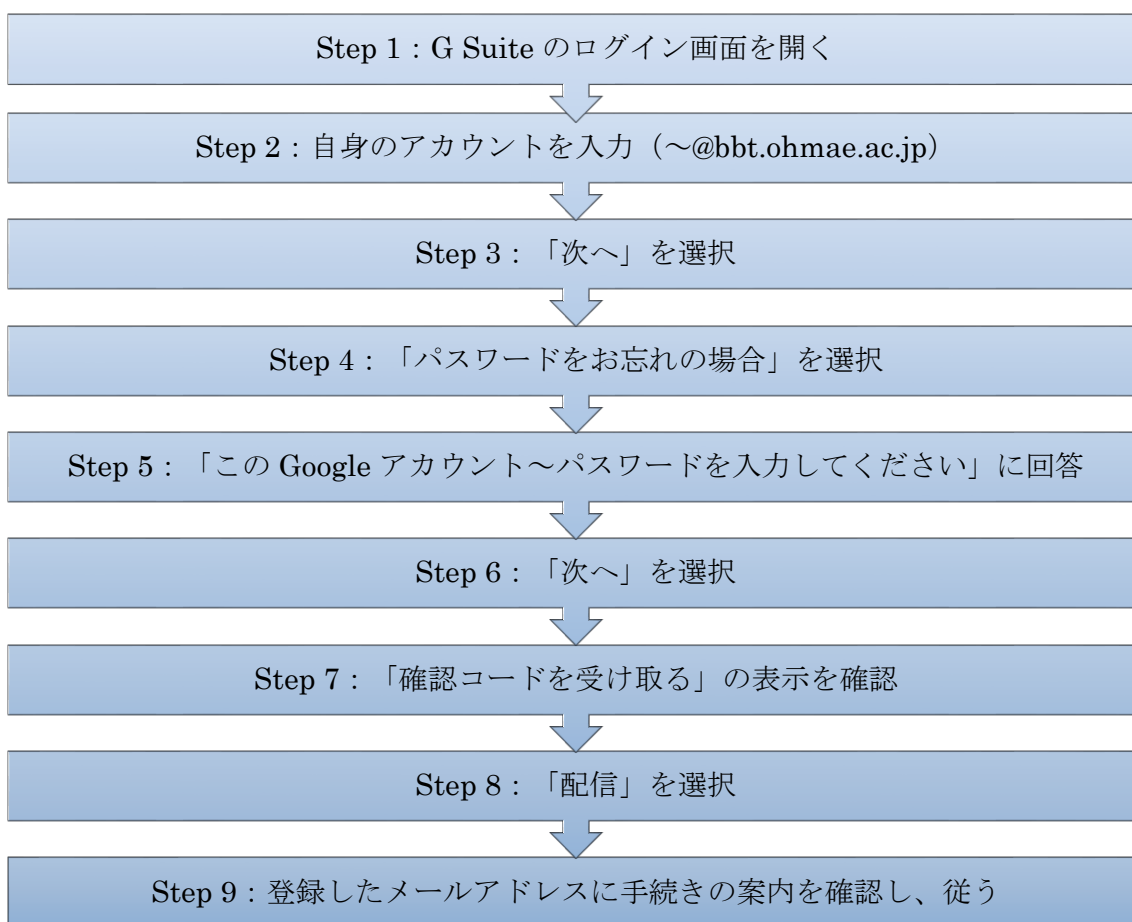 Step 1：G Suite のログイン画面を開く
Step 2：自身のアカウントを入力（～@bbt.ohmae.ac.jp）
Step 3：「次へ」を選択
Step 4：「パスワードをお忘れの場合」を選択
Step 5：「この Google アカウント～パスワードを入力してください」に回答
Step 6：「次へ」を選択
Step 7：「確認コードを受け取る」の表示を確認
Step 8：「配信」を選択
Step 9：登録したメールアドレスに手続きの案内を確認し、従う